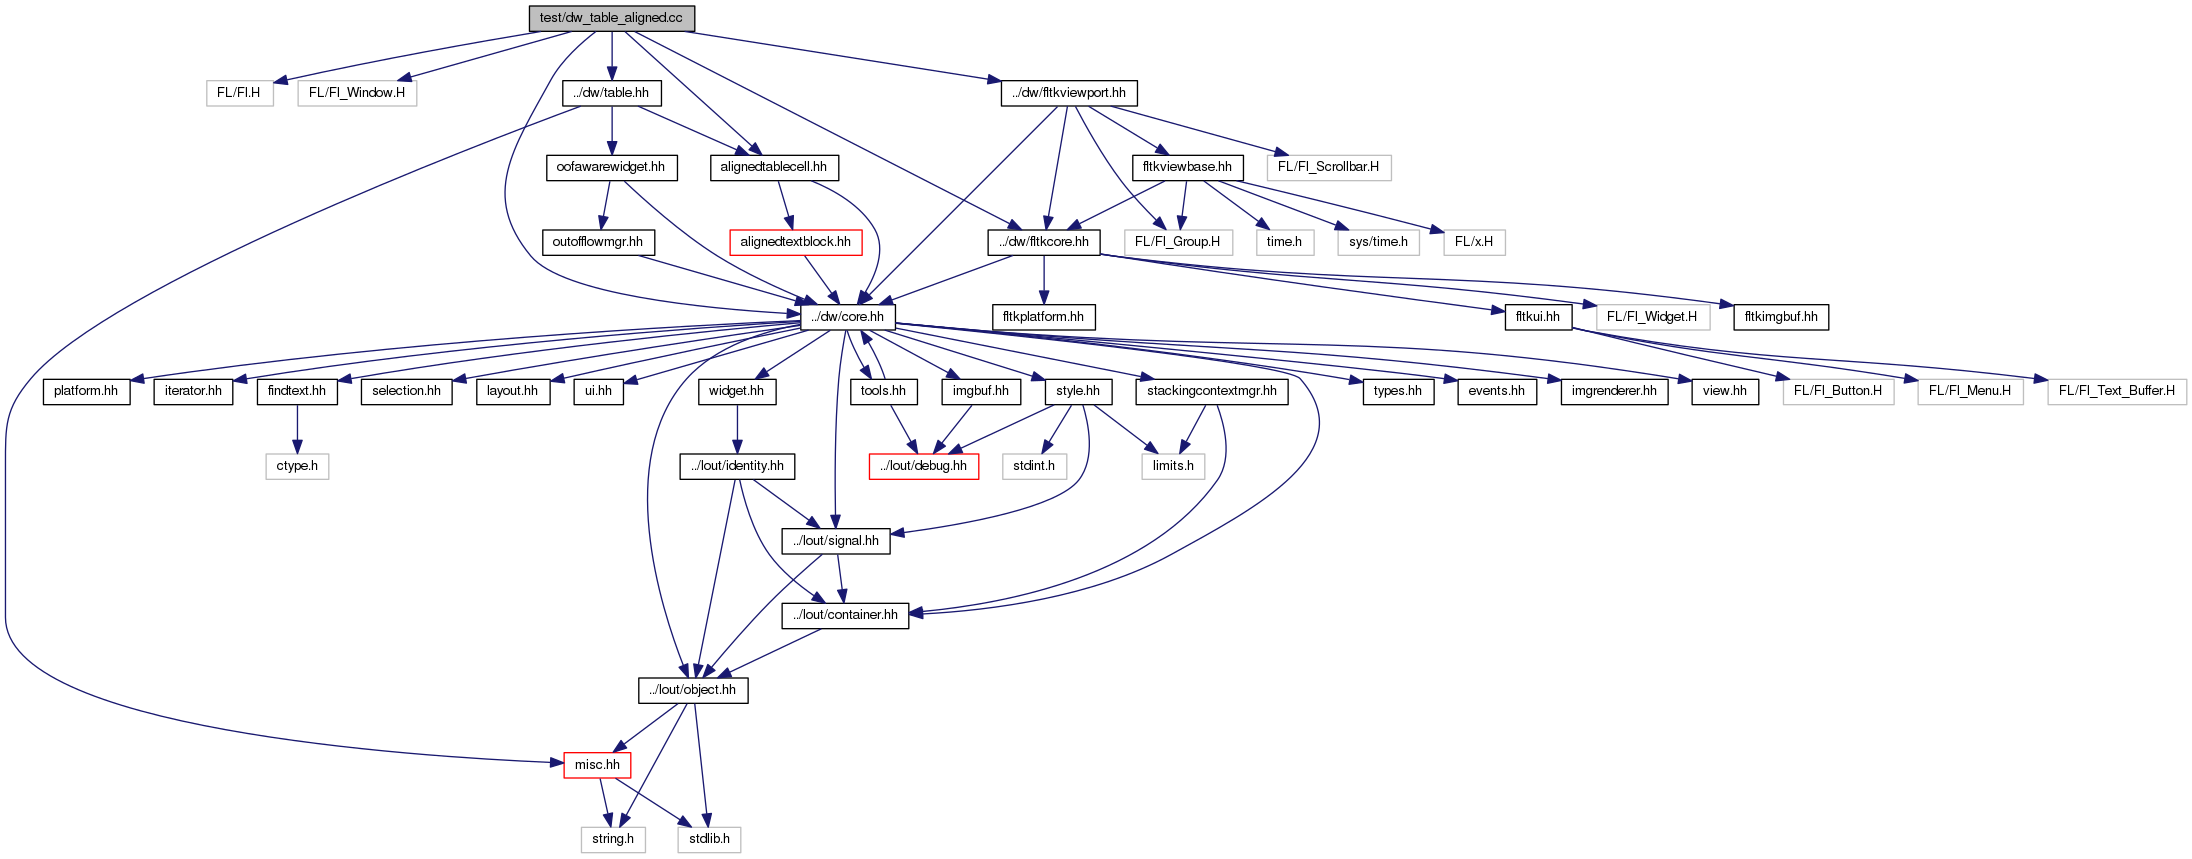 test/dw_table_aligned.cc
FL/Fl.H
FL/Fl_Window.H
../dw/table.hh
../dw/fltkviewport.hh
oofawarewidget.hh
alignedtablecell.hh
fltkviewbase.hh
FL/Fl_Scrollbar.H
outofflowmgr.hh
alignedtextblock.hh
../dw/fltkcore.hh
FL/Fl_Group.H
time.h
sys/time.h
FL/x.H
../dw/core.hh
fltkplatform.hh
fltkui.hh
FL/Fl_Widget.H
fltkimgbuf.hh
platform.hh
iterator.hh
findtext.hh
selection.hh
layout.hh
ui.hh
widget.hh
tools.hh
imgbuf.hh
style.hh
stackingcontextmgr.hh
types.hh
events.hh
imgrenderer.hh
view.hh
FL/Fl_Button.H
FL/Fl_Menu.H
FL/Fl_Text_Buffer.H
ctype.h
../lout/identity.hh
../lout/debug.hh
stdint.h
limits.h
../lout/signal.hh
../lout/container.hh
../lout/object.hh
misc.hh
string.h
stdlib.h